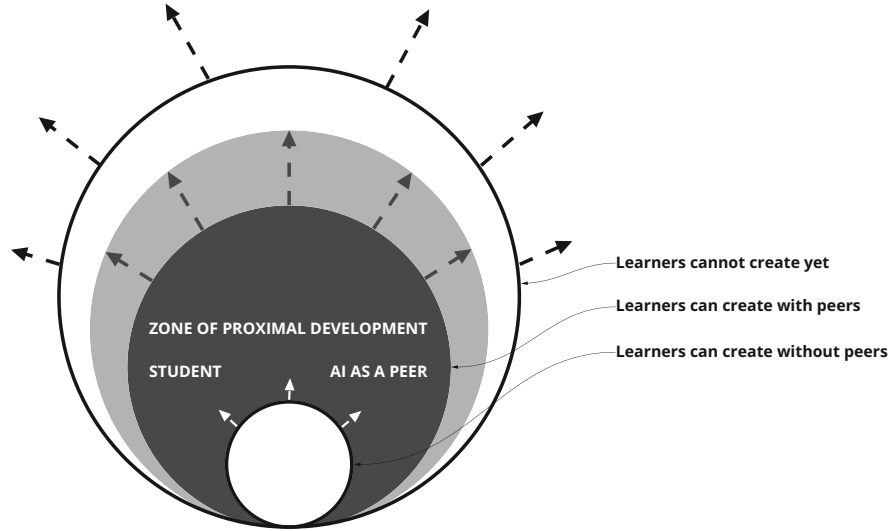 Learners cannot create yet
Learners can create with peers
ZONE OF PROXIMAL DEVELOPMENT
Learners can create without peers
STUDENT
AI AS A PEER